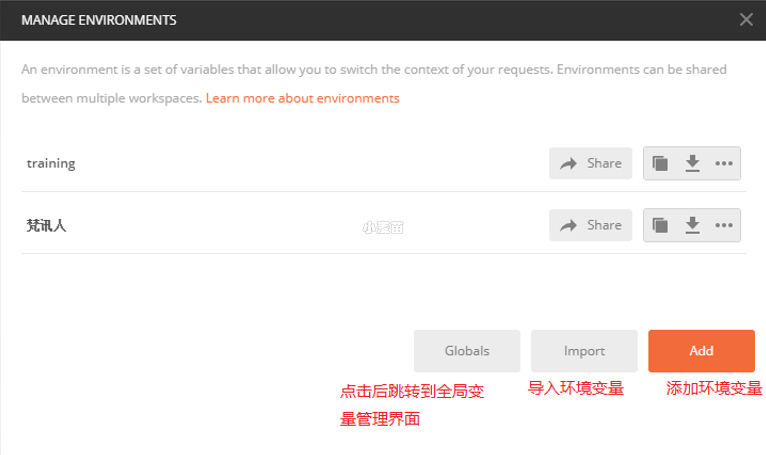 MANAGE ENVIRONMENTS
An environment is a set of variables that allow you to switch the context of your requests. Environments can be shared
between multiple workspaces. Learn more about environments
training
Share
梵讯人
Share
Globals
Import
Add
点击后跳转到全局变
量管理界面
导入环境变量
添加环境变量